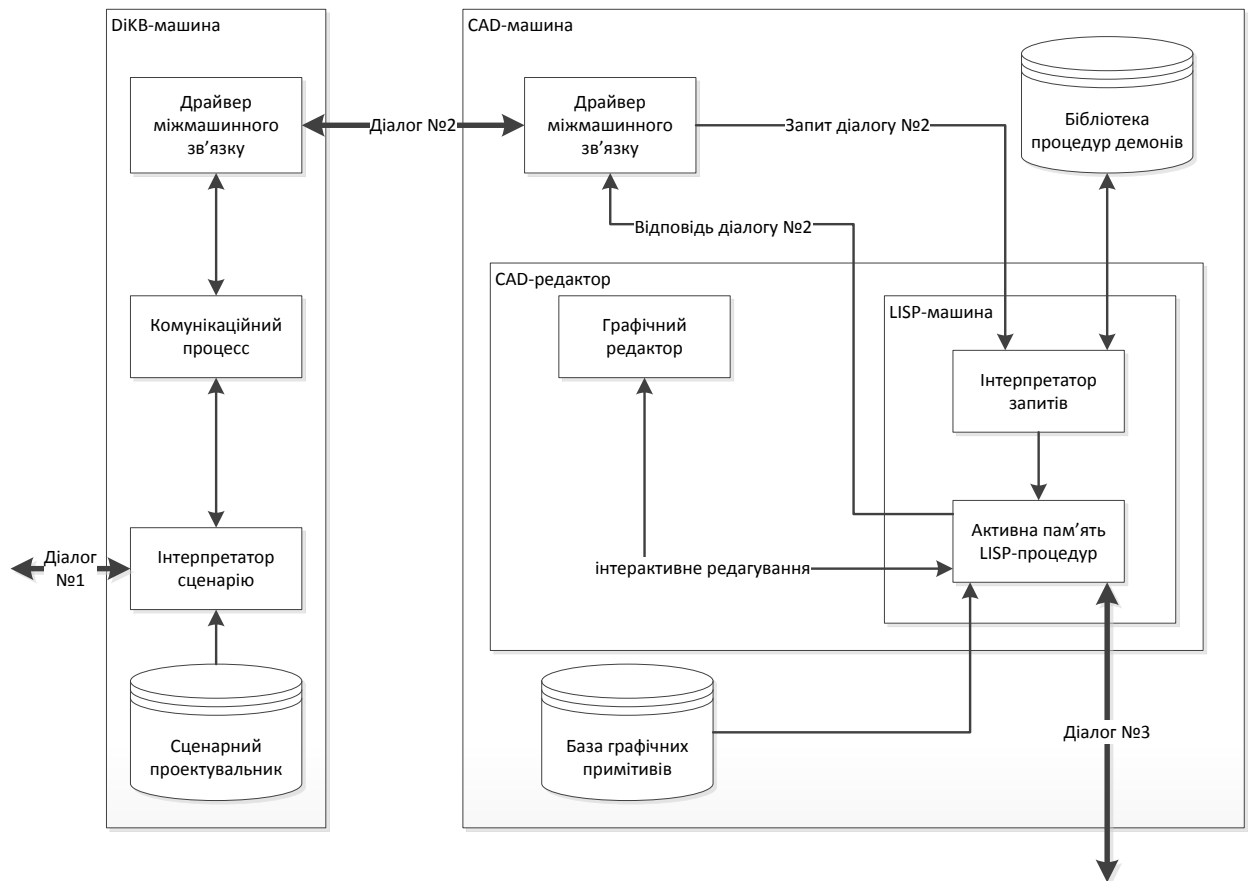 DiKB-машина
Драйвер
міжмашинного
зв’язку
Комунікаційний
процесс
Діалог
№1
Інтерпретатор
сценарію
Сценарний
проектувальник
Діалог №2
CAD-машина
Драйвер
міжмашинного
зв’язку
Запит діалогу №2
Бібліотека
процедур демонів
Відповідь діалогу №2
CAD-редактор
Графічний
редактор
LISP-машина
Інтерпретатор
запитів
Активна пам’ять
LISP-процедур
інтерактивне редагування
База графічних
примітивів
Діалог №3